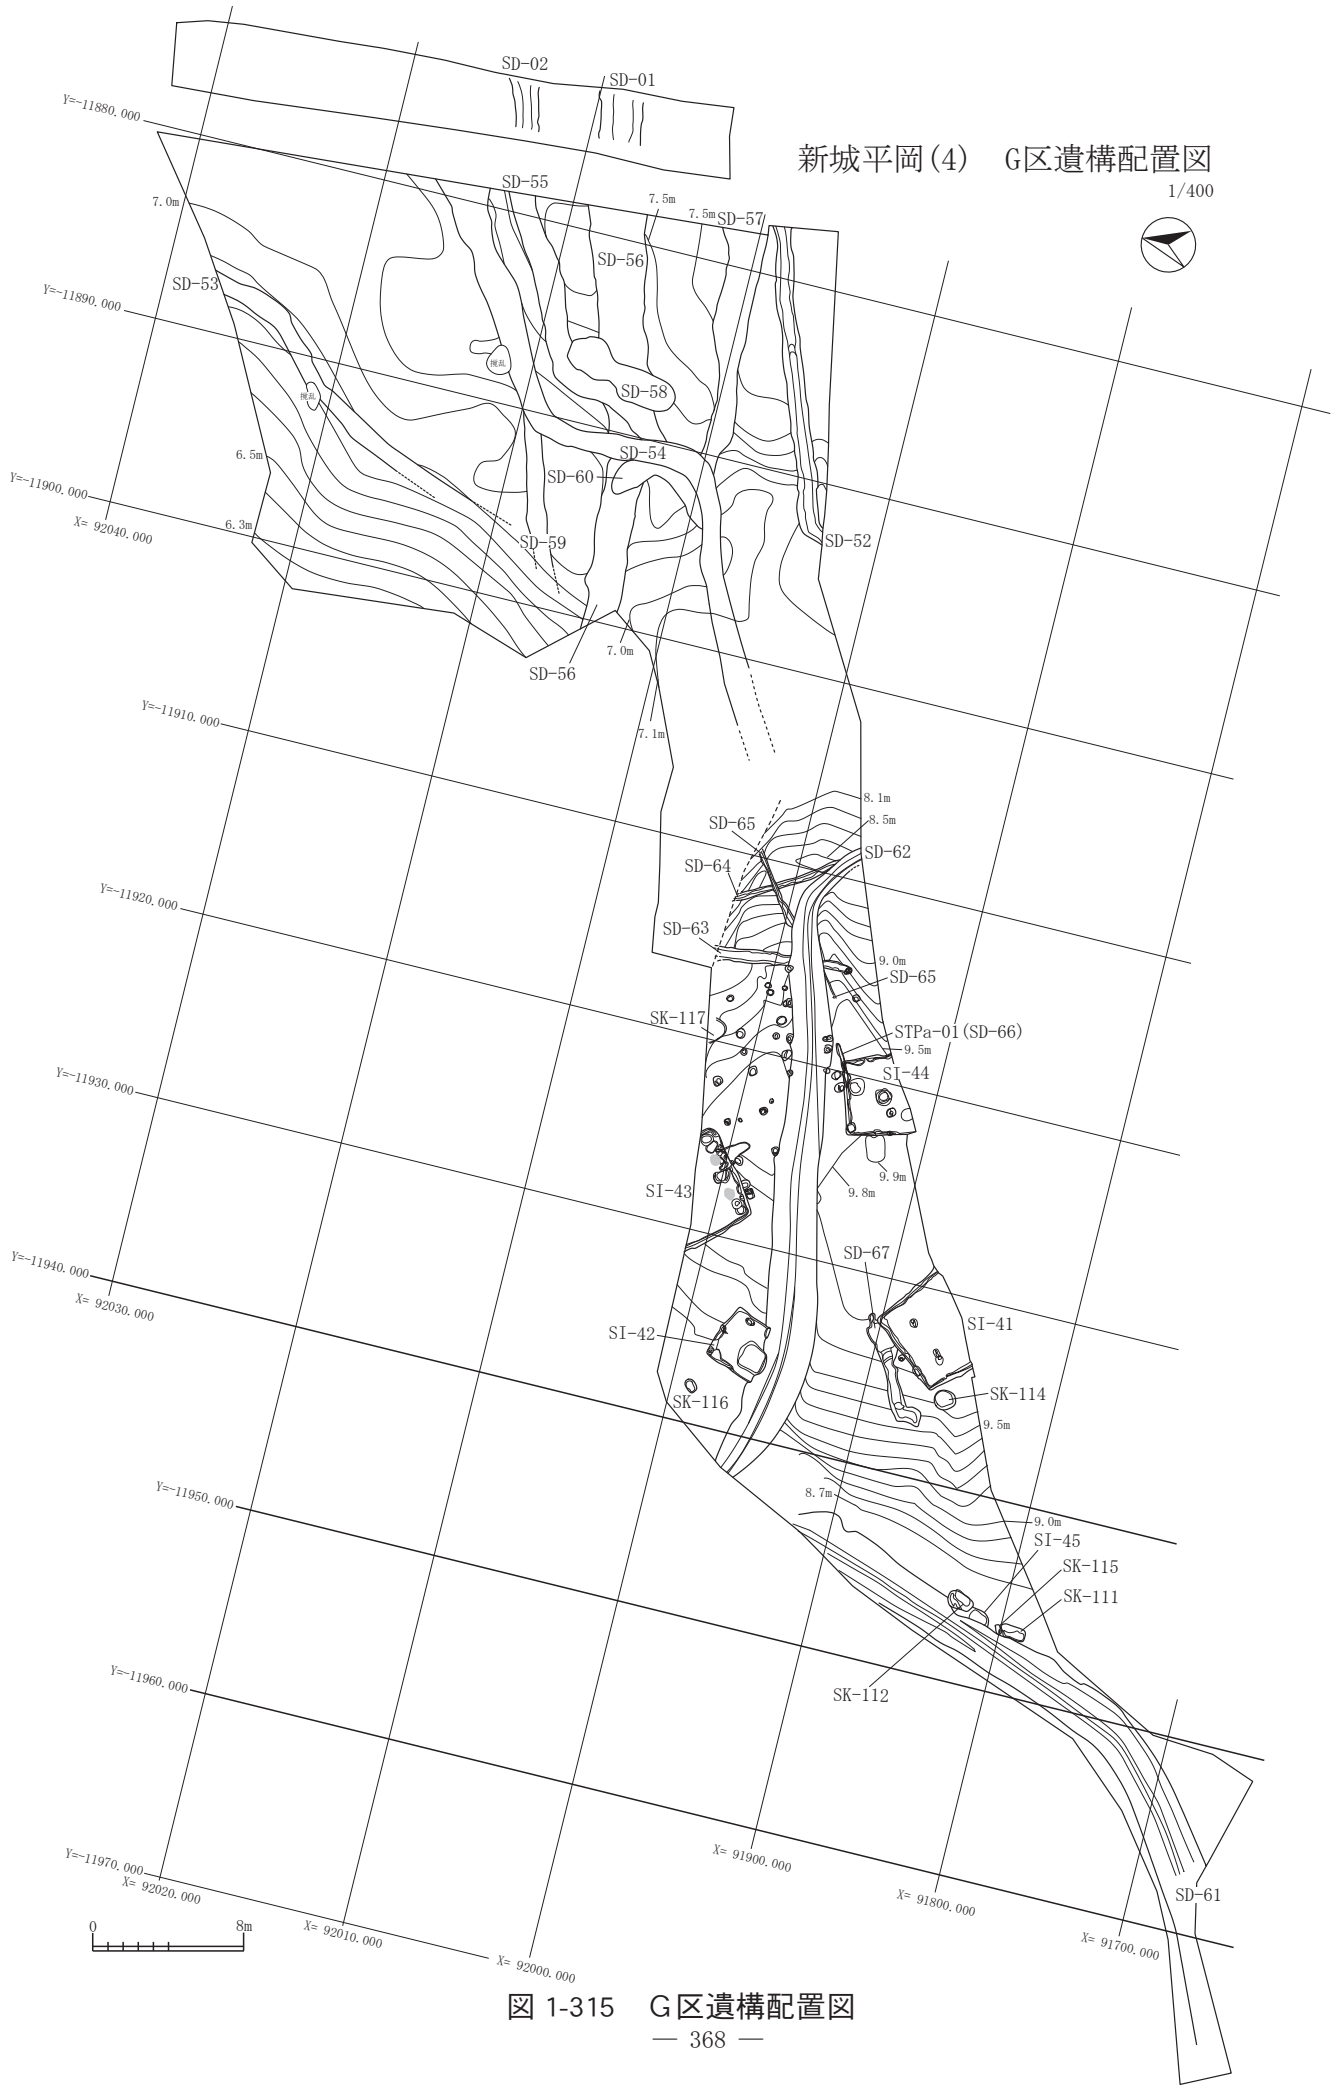 新城平岡(4)　G区遺構配置図
1/400
SD-02
SD-01
Y=-11880.000
SD-55
7.0m
7.5m
7.5m
SD-57
SD-56
SD-53
Y=-11890.000
撹乱
撹乱
SD-58
6.5m
SD-54
SD-60
Y=-11900.000
X= 92040.000
6.3m
SD-59
SD-52
7.0m
SD-56
Y=-11910.000
7.1m
8.1m
8.5m
SD-65
SD-62
SD-64
Y=-11920.000
SD-63
9.0m
SD-65
SK-117
STPa-01(SD-66)
9.5m
SI-44
Y=-11930.000
9.9m
9.8m
SI-43
SD-67
Y=-11940.000
X= 92030.000
SI-41
SI-42
SK-114
SK-116
9.5m
Y=-11950.000
8.7m
9.0m
SI-45
SK-115
SK-111
SK-112
Y=-11960.000
Y=-11970.000
X= 92020.000
X= 91900.000
X= 91800.000
SD-61
0
8m
X= 92010.000
X= 91700.000
X= 92000.000
図 1-315　G区遺構配置図
— 368 —